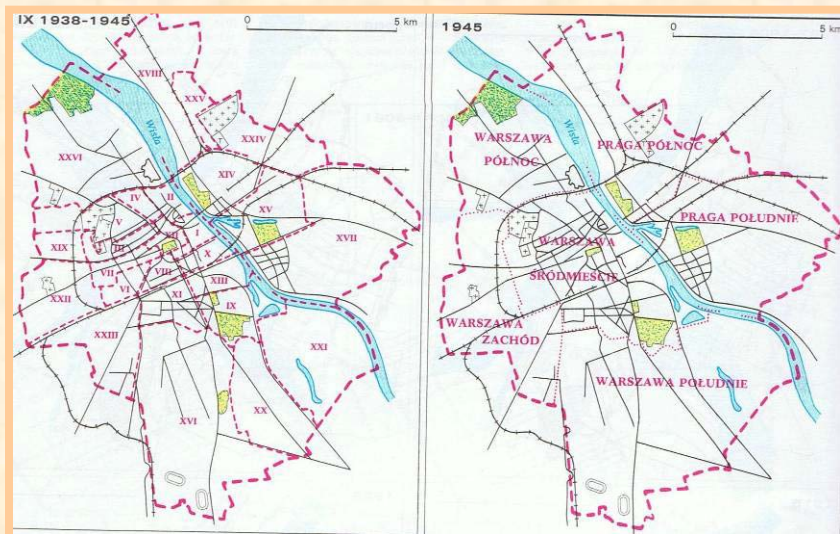 IX 1938-1945
0 5 km
XVIII
XXV
Wisła
XXIV
XXVI
XIV
IV
II
V
XV
I
XVII
XIX
III
X
VII
VIII
XIII
VI
XXII
XI
IX
XXIII
XXI
XVI
XX
1945
0 5 km
Wisła
WARSZAWA
PÓŁNOC
PRAGA PÓŁNOC
PRAGA POŁUDNIE
WARSZAWA
ŚRÓDMIEŚCIE
WARSZAWA
ZACHÓD
WARSZAWA POŁUDNIE